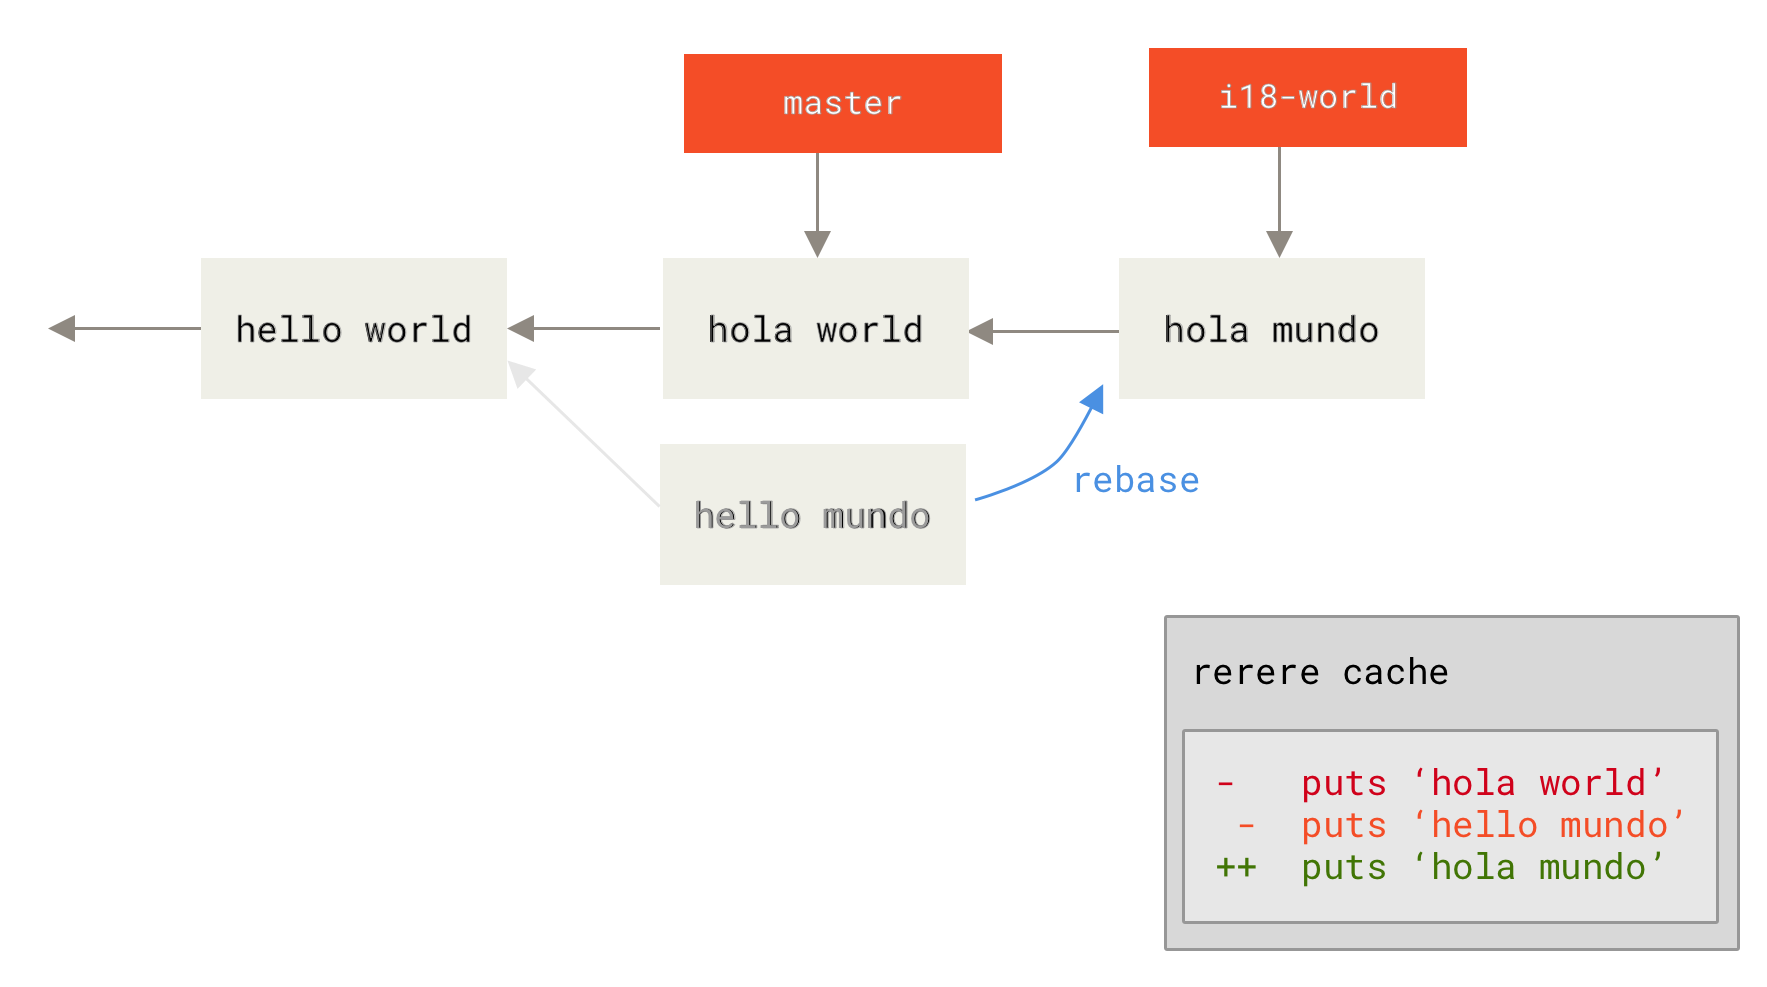 master
i18-world
hello world
hola world
hola mundo
hello mundo
rebase
rerere cache
-   puts ‘hola world’
 -  puts ‘hello mundo’
++  puts ‘hola mundo’